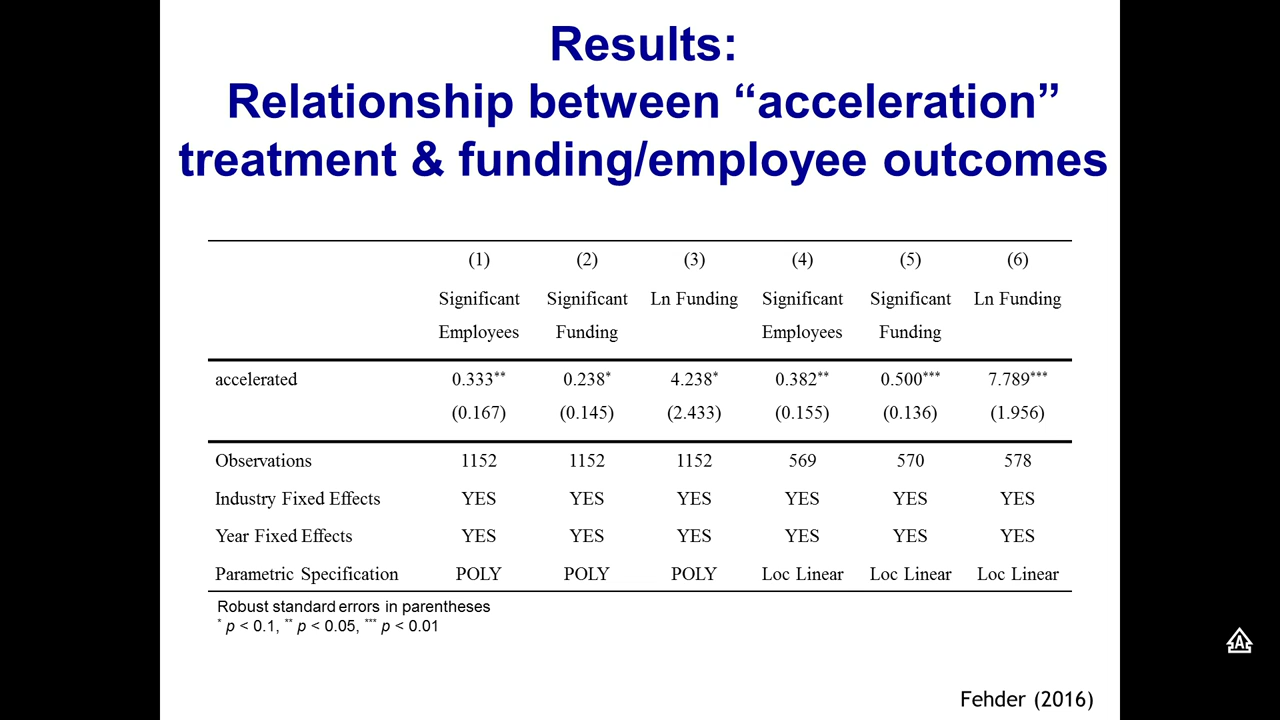 Results:
Relationship between “acceleration”
treatment & funding/employee outcomes
(1) (2) (3) (4) (5) (6)
Significant Significant Ln Funding Significant Significant Ln Funding
Employees Funding Employees Funding
accelerated 0.333** 0.238* 4.238* 0.382** 0.500*** 7.789***
(0.167) (0.145) (2.433) (0.155) (0.136) (1.956)
Observations 1152 1152 1152 569 570 578
Industry Fixed Effects YES YES YES YES YES YES
Year Fixed Effects YES YES YES YES YES YES
Parametric Specification POLY POLY POLY Loc Linear Loc Linear Loc Linear
Robust standard errors in parentheses
* p < 0.1, ** p < 0.05, *** p < 0.01
A
Fehder (2016)